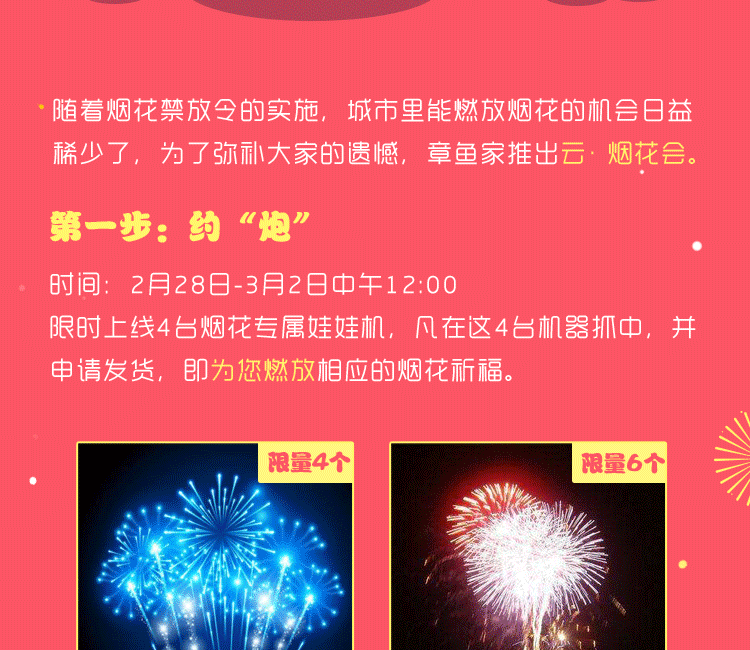 随着烟花禁放令的实施，城市里能燃放烟花的机会日益
稀少了，为了弥补大家的遗憾，章鱼家推出云·烟花会。
第一步：约“炮”
时间：2月28日-3月2日中午12:00
限时上线4台烟花专属娃娃机，凡在这4台机器抓中，并
申请发货，即为您燃放相应的烟花祈福。
限量4个
限量6个